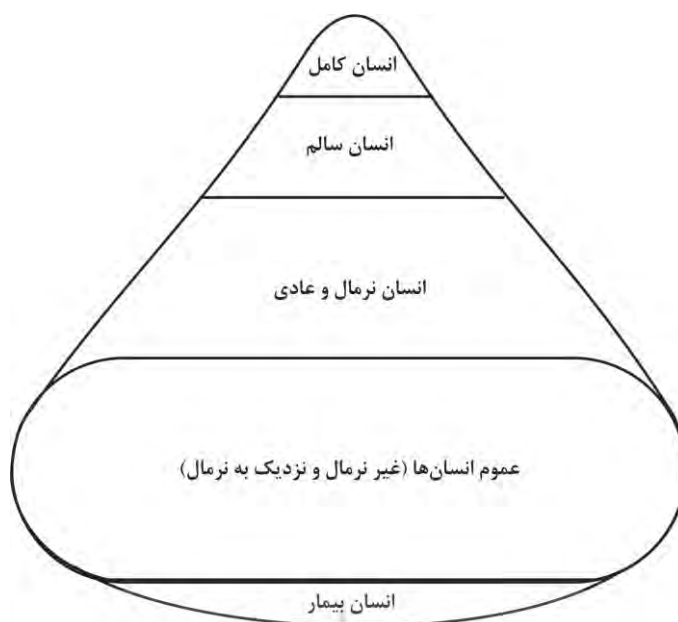 انسان کامل
انسان سالم
انسان نرمال و عادی
عموم انسان‌ها (غیر نرمال و نزدیک به نرمال)
انسان بیمار